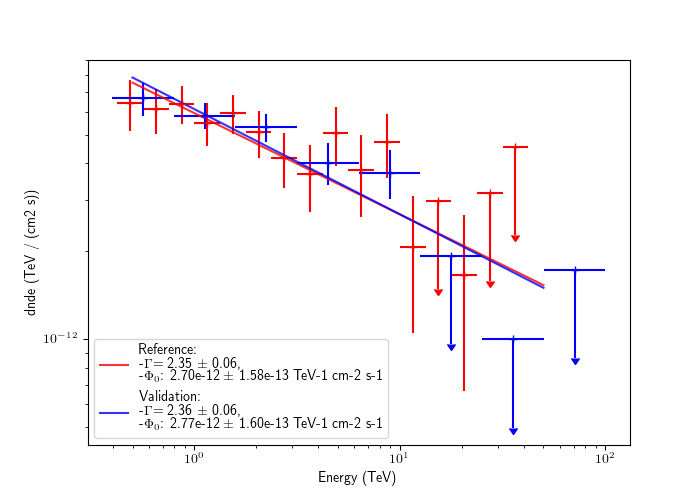 dnde (TeV / (cm2 s))
10⁻¹²
Reference:
-Γ= 2.35 ± 0.06,
-Φ₀: 2.70e-12 ± 1.58e-13 TeV-1 cm-2 s-1
Validation:
-Γ= 2.36 ± 0.06,
-Φ₀: 2.77e-12 ± 1.60e-13 TeV-1 cm-2 s-1
10⁰ 10¹ 10²
Energy (TeV)